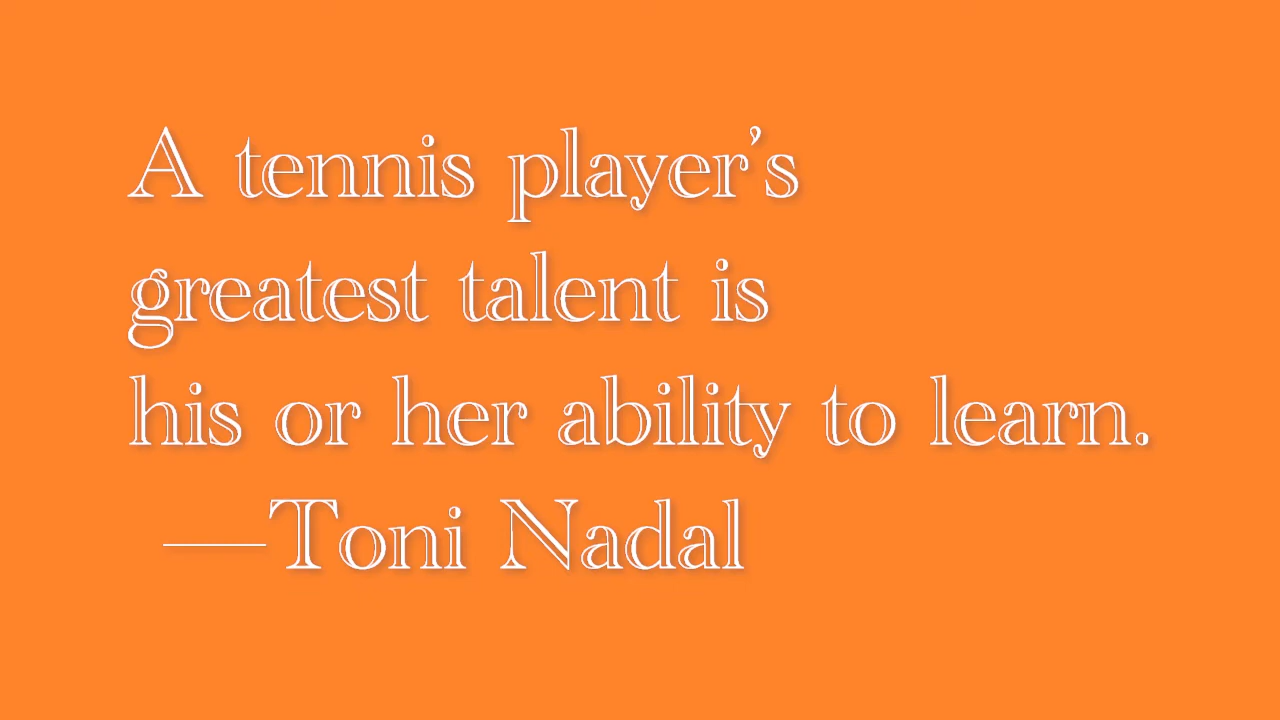 A tennis player’s
greatest talent is
his or her ability to learn.
—Toni Nadal